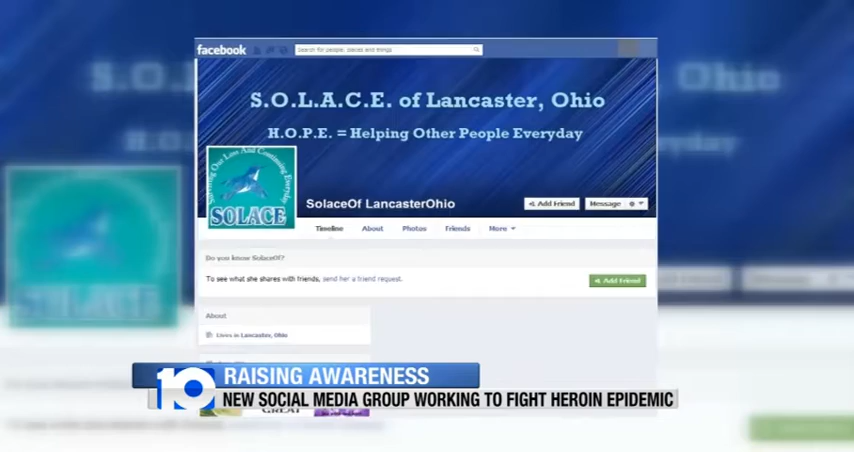 facebook
Search for people, places and things
S.O.L.A.C.E. of Lancaster, Ohio
H.O.P.E. = Helping Other People Everyday
Surviving Our Loss And Continuing Everyday
SOLACE
SolaceOf LancasterOhio
Add Friend
Message
Timeline
About
Photos
Friends
More
Do you know SolaceOf?
To see what she shares with friends, send her a friend request.
Add Friend
About
Lives in Lancaster, Ohio
10
RAISING AWARENESS
NEW SOCIAL MEDIA GROUP WORKING TO FIGHT HEROIN EPIDEMIC
GREAT